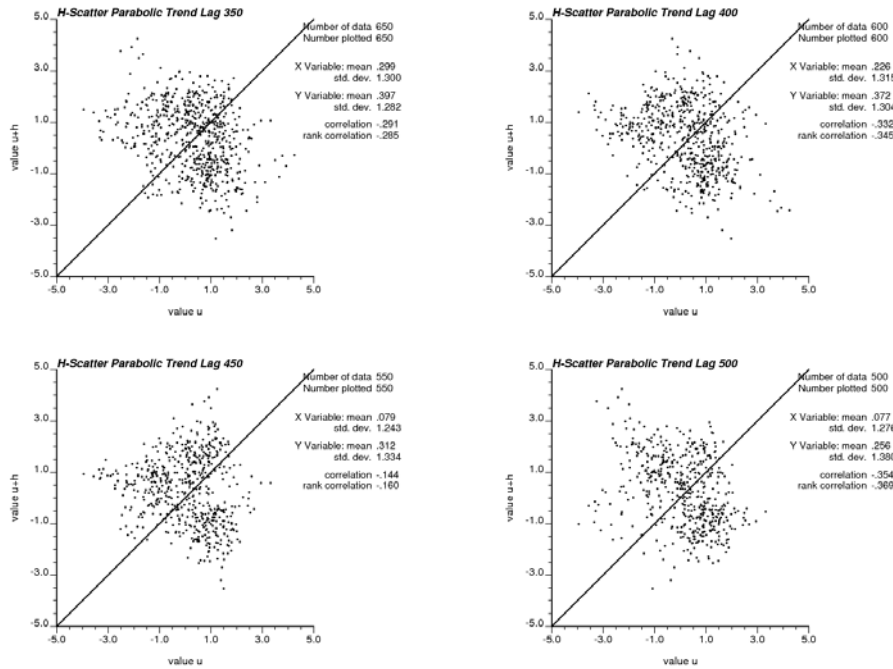 H-Scatter Parabolic Trend Lag 350
5.0
3.0
1.0
-1.0
-3.0
-5.0
value u+h
-5.0 -3.0 -1.0 1.0 3.0 5.0
value u
Number of data 650
Number plotted 650
X Variable: mean .299
std. dev. 1.300
Y Variable: mean .397
std. dev. 1.282
correlation -.291
rank correlation -.285
H-Scatter Parabolic Trend Lag 400
5.0
3.0
1.0
-1.0
-3.0
-5.0
value u+h
-5.0 -3.0 -1.0 1.0 3.0 5.0
value u
Number of data 600
Number plotted 600
X Variable: mean .226
std. dev. 1.315
Y Variable: mean .372
std. dev. 1.304
correlation -.332
rank correlation -.345
H-Scatter Parabolic Trend Lag 450
5.0
3.0
1.0
-1.0
-3.0
-5.0
value u+h
-5.0 -3.0 -1.0 1.0 3.0 5.0
value u
Number of data 550
Number plotted 550
X Variable: mean .079
std. dev. 1.243
Y Variable: mean .312
std. dev. 1.334
correlation -.144
rank correlation -.160
H-Scatter Parabolic Trend Lag 500
5.0
3.0
1.0
-1.0
-3.0
-5.0
value u+h
-5.0 -3.0 -1.0 1.0 3.0 5.0
value u
Number of data 500
Number plotted 500
X Variable: mean .077
std. dev. 1.276
Y Variable: mean .256
std. dev. 1.380
correlation -.354
rank correlation -.369